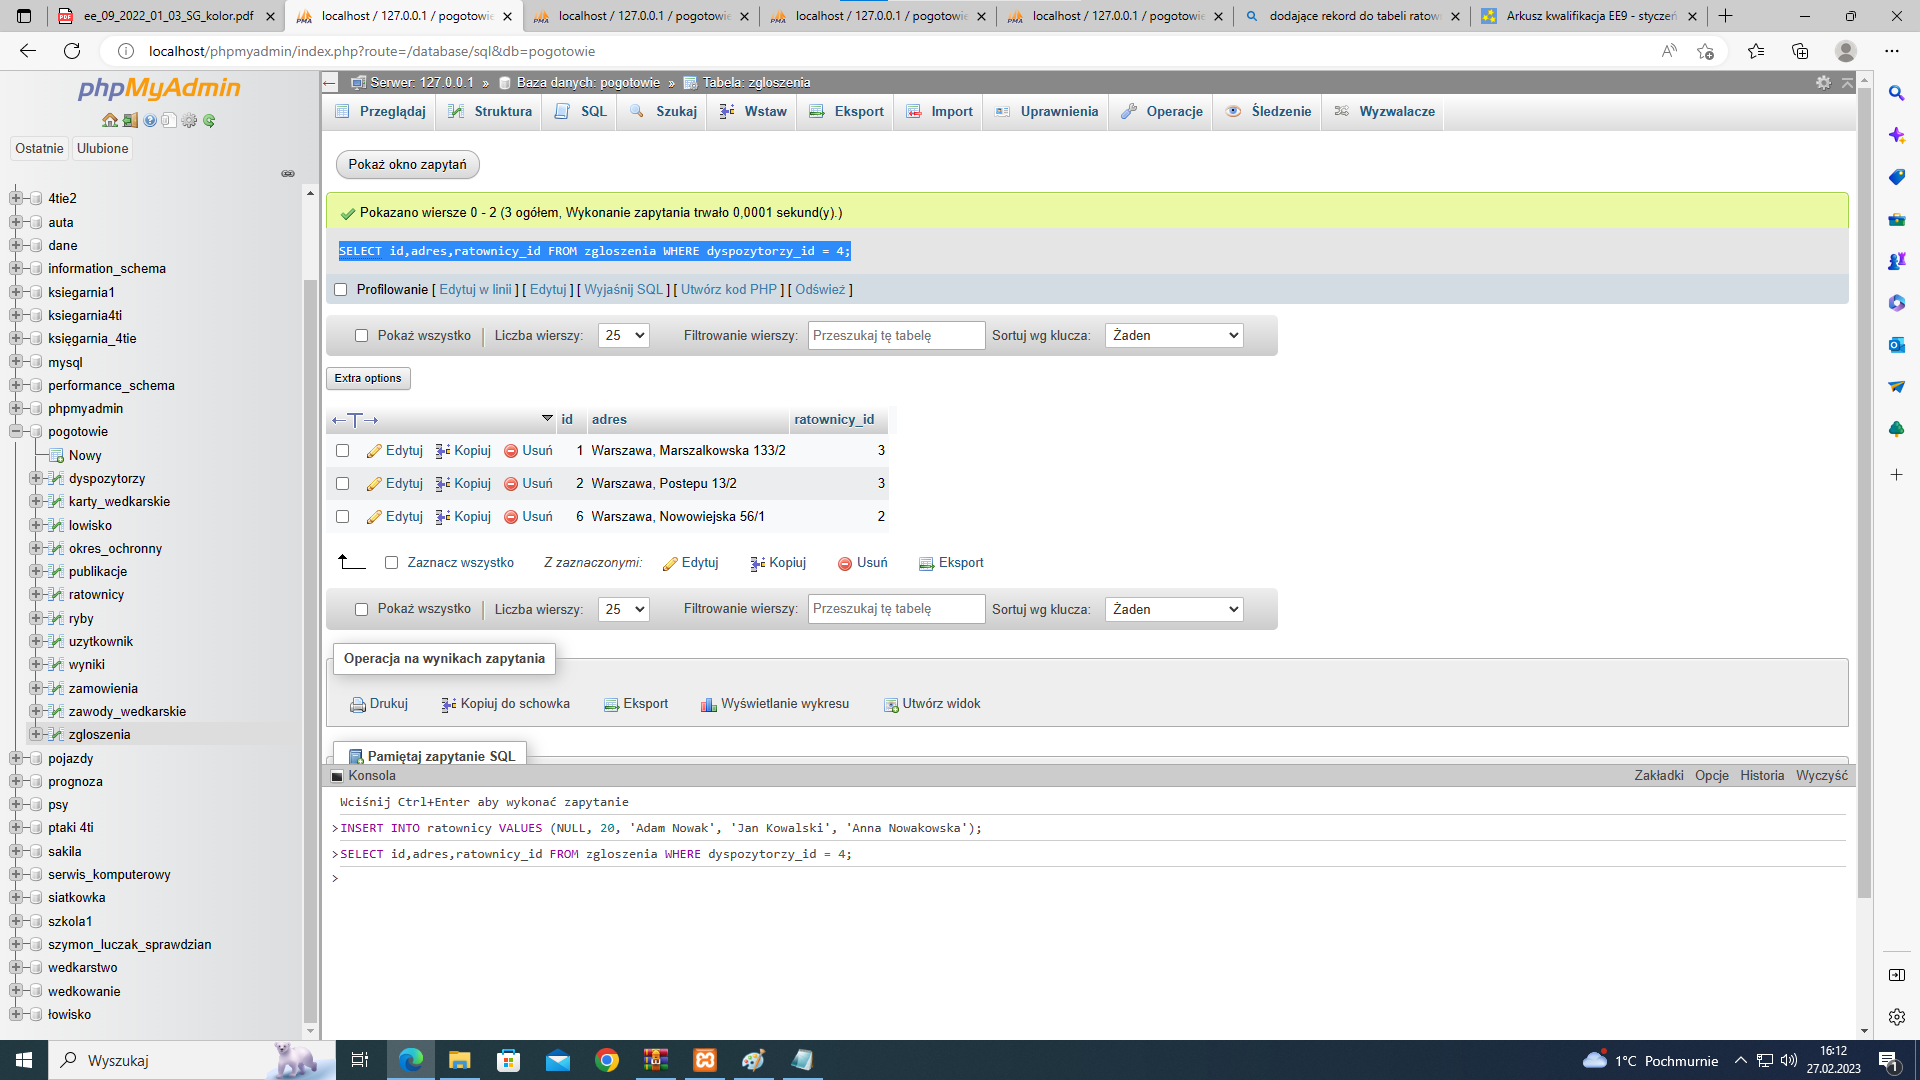 ee_09_2022_01_03_SG_kolor.pdf
localhost / 127.0.0.1 / pogotowie
localhost / 127.0.0.1 / pogotowie
localhost / 127.0.0.1 / pogotowie
localhost / 127.0.0.1 / pogotowie
dodające rekord do tabeli ratow
Arkusz kwalifikacja EE9 - styczeń
localhost/phpmyadmin/index.php?route=/database/sql&db=pogotowie
phpMyAdmin
Ostatnie
Ulubione
4tie2
auta
dane
information_schema
ksiegarnia1
ksiegarnia4ti
księgarnia_4tie
mysql
performance_schema
phpmyadmin
pogotowie
Nowy
dyspozytorzy
karty_wedkarskie
lowisko
okres_ochronny
publikacje
ratownicy
ryby
uzytkownik
wyniki
zamowienia
zawody_wedkarskie
zgloszenia
pojazdy
prognoza
psy
ptaki 4ti
sakila
serwis_komputerowy
siatkowka
szkola1
szymon_luczak_sprawdzian
wedkarstwo
wedkowanie
łowisko
Serwer: 127.0.0.1 » Baza danych: pogotowie » Tabela: zgloszenia
Przeglądaj Struktura SQL Szukaj Wstaw Eksport Import Uprawnienia Operacje Śledzenie Wyzwalacze
Pokaż okno zapytań
Pokazano wiersze 0 - 2 (3 ogółem, Wykonanie zapytania trwało 0,0001 sekund(y).)
SELECT id,adres,ratownicy_id FROM zgloszenia WHERE dyspozytorzy_id = 4;
Profilowanie [ Edytuj w linii ] [ Edytuj ] [ Wyjaśnij SQL ] [ Utwórz kod PHP ] [ Odśwież ]
Pokaż wszystko Liczba wierszy: 25 Filtrowanie wierszy: Przeszukaj tę tabelę Sortuj wg klucza: Żaden
Extra options
id adres ratownicy_id
Edytuj Kopiuj Usuń 1 Warszawa, Marszalkowska 133/2 3
Edytuj Kopiuj Usuń 2 Warszawa, Postepu 13/2 3
Edytuj Kopiuj Usuń 6 Warszawa, Nowowiejska 56/1 2
Zaznacz wszystko Z zaznaczonymi: Edytuj Kopiuj Usuń Eksport
Pokaż wszystko Liczba wierszy: 25 Filtrowanie wierszy: Przeszukaj tę tabelę Sortuj wg klucza: Żaden
Operacja na wynikach zapytania
Drukuj Kopiuj do schowka Eksport Wyświetlanie wykresu Utwórz widok
Pamiętaj zapytanie SQL
Konsola Zakładki Opcje Historia Wyczyść
Wciśnij Ctrl+Enter aby wykonać zapytanie
>INSERT INTO ratownicy VALUES (NULL, 20, 'Adam Nowak', 'Jan Kowalski', 'Anna Nowakowska');
>SELECT id,adres,ratownicy_id FROM zgloszenia WHERE dyspozytorzy_id = 4;
>
Wyszukaj
1°C Pochmurnie
16:12
27.02.2023
1